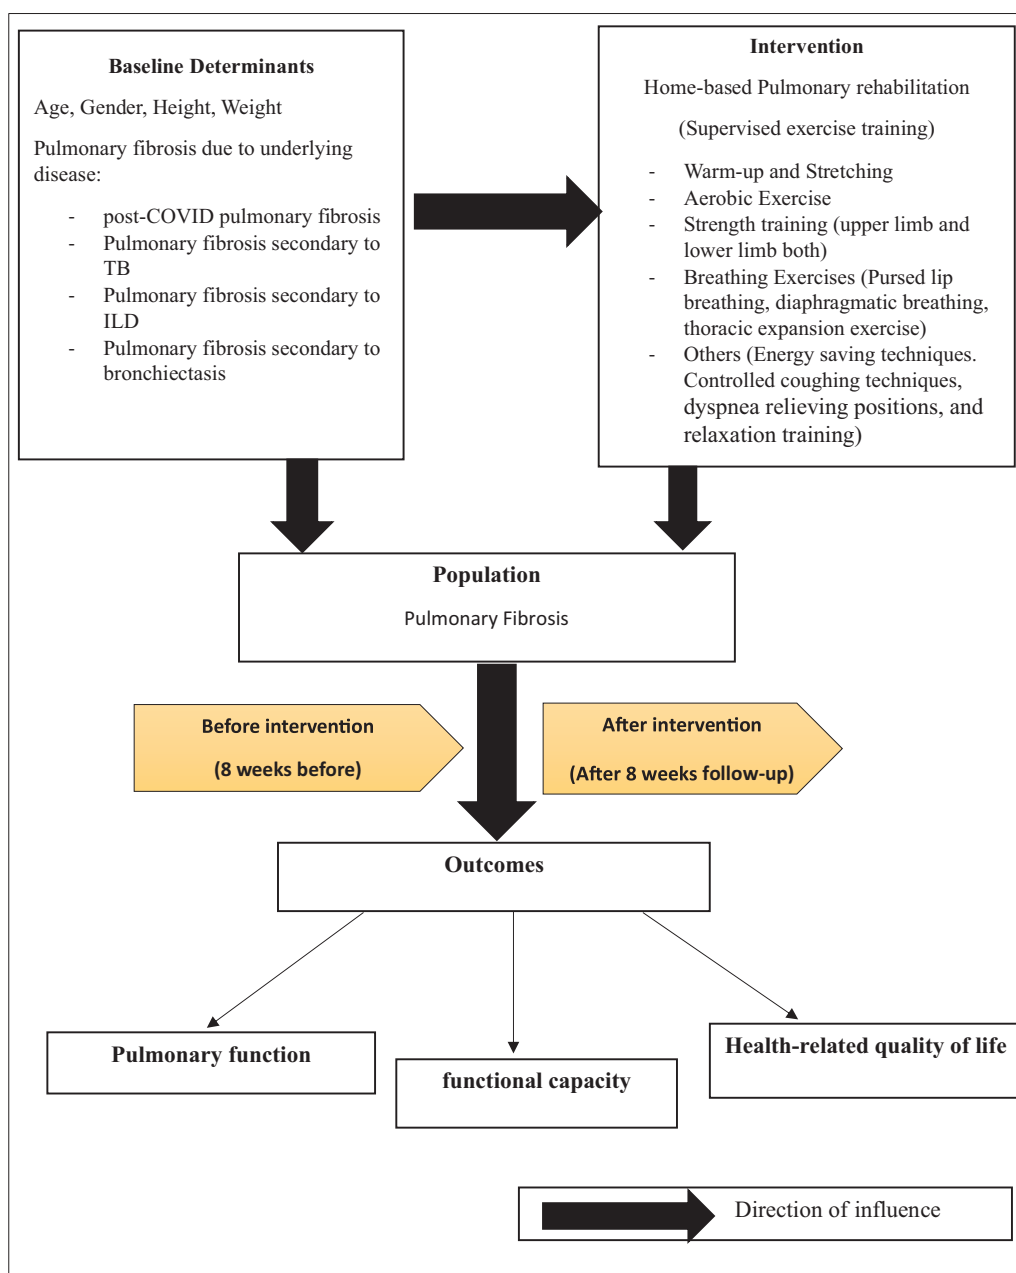 Baseline Determinants
Age, Gender, Height, Weight
Pulmonary fibrosis due to underlying
disease:
- post-COVID pulmonary fibrosis
- Pulmonary fibrosis secondary to
TB
- Pulmonary fibrosis secondary to
ILD
- Pulmonary fibrosis secondary to
bronchiectasis
Intervention
Home-based Pulmonary rehabilitation
(Supervised exercise training)
- Warm-up and Stretching
- Aerobic Exercise
- Strength training (upper limb and
lower limb both)
- Breathing Exercises (Pursed lip
breathing, diaphragmatic breathing,
thoracic expansion exercise)
- Others (Energy saving techniques.
Controlled coughing techniques,
dyspnea relieving positions, and
relaxation training)
Population
Pulmonary Fibrosis
Before intervention
(8 weeks before)
After intervention
(After 8 weeks follow-up)
Outcomes
Pulmonary function
functional capacity
Health-related quality of life
Direction of influence